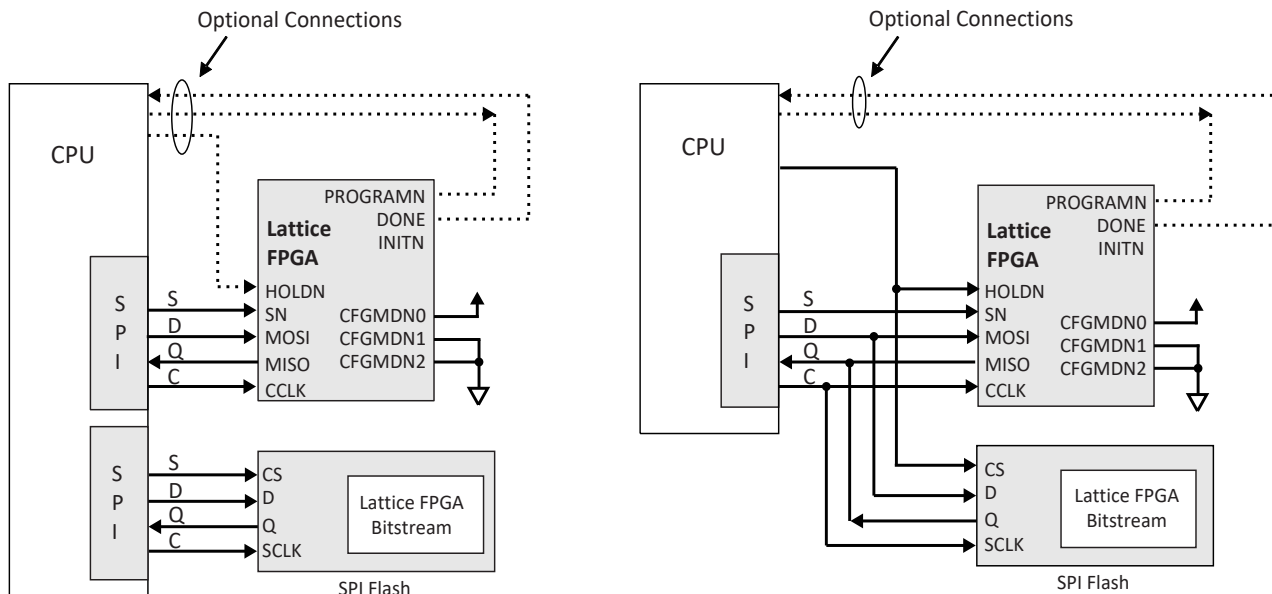 Optional Connections
CPU
PROGRAMN
DONE
INITN
Lattice
FPGA
HOLDN
SN
MOSI
MISO
CCLK
CFGMDN0
CFGMDN1
CFGMDN2
S
P
I
S
D
Q
C
S
P
I
S
D
Q
C
CS
D
Q
SCLK
Lattice FPGA
Bitstream
SPI Flash
Optional Connections
CPU
PROGRAMN
DONE
INITN
Lattice
FPGA
HOLDN
SN
MOSI
MISO
CCLK
CFGMDN0
CFGMDN1
CFGMDN2
S
P
I
S
D
Q
C
CS
D
Q
SCLK
Lattice FPGA
Bitstream
SPI Flash